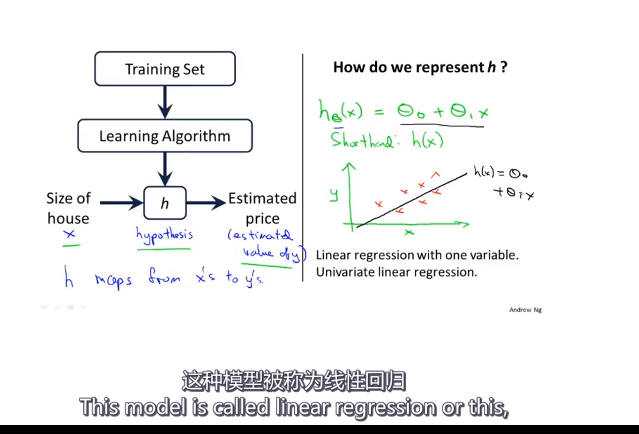 Training Set
Learning Algorithm
Size of
house
h
Estimated
price
x
hypothesis
(estimated
value of y)
h maps from x's to y's.
How do we represent h ?
hθ(x) = θ₀ + θ₁x
Shorthand: h(x)
y
x
h(x) = θ₀
+ θ₁x
Linear regression with one variable.
Univariate linear regression.
Andrew Ng
这种模型被称为线性回归
This model is called linear regression or this,